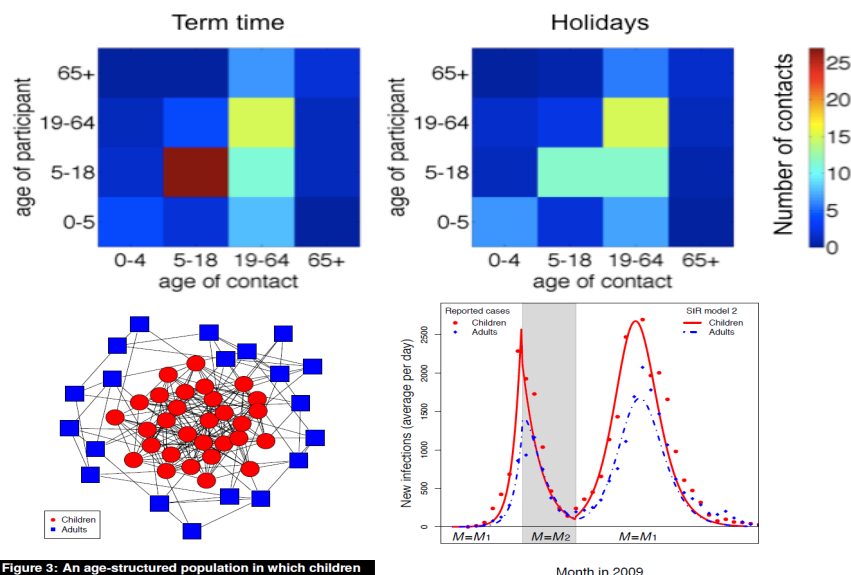 Term time
Holidays
age of participant
65+
19-64
5-18
0-5
0-4 5-18 19-64 65+
age of contact
age of participant
65+
19-64
5-18
0-5
0-4 5-18 19-64 65+
age of contact
Number of contacts
25
20
15
10
5
0
Children
Adults
Figure 3: An age-structured population in which children
Reported cases
Children
Adults
SIR model 2
Children
Adults
New infections (average per day)
2500
2000
1500
1000
500
0
M=M1 M=M2 M=M1
Month in 2009